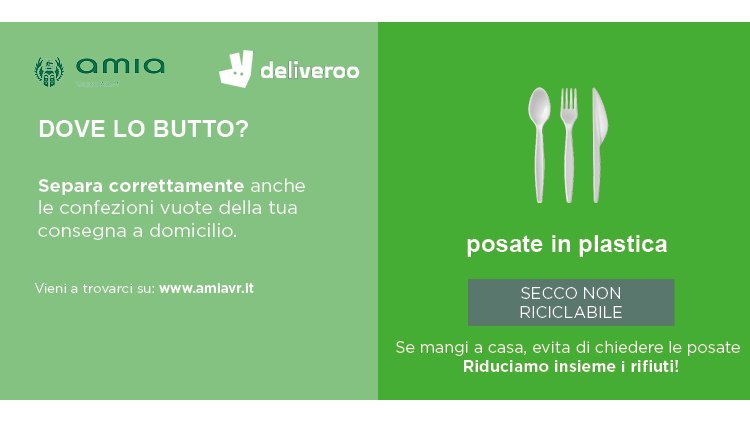 amia
deliveroo
DOVE LO BUTTO?
Separa correttamente anche
le confezioni vuote della tua
consegna a domicilio.
Vieni a trovarci su: www.amiavr.it
posate in plastica
SECCO NON
RICICLABILE
Se mangi a casa, evita di chiedere le posate
Riduciamo insieme i rifiuti!